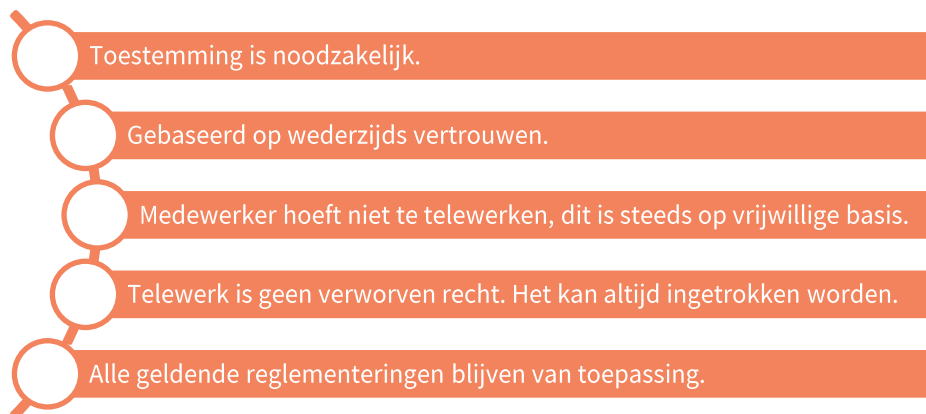 Toestemming is noodzakelijk.
Gebaseerd op wederzijds vertrouwen.
Medewerker hoeft niet te telewerken, dit is steeds op vrijwillige basis.
Telewerk is geen verworven recht. Het kan altijd ingetrokken worden.
Alle geldende reglementeringen blijven van toepassing.